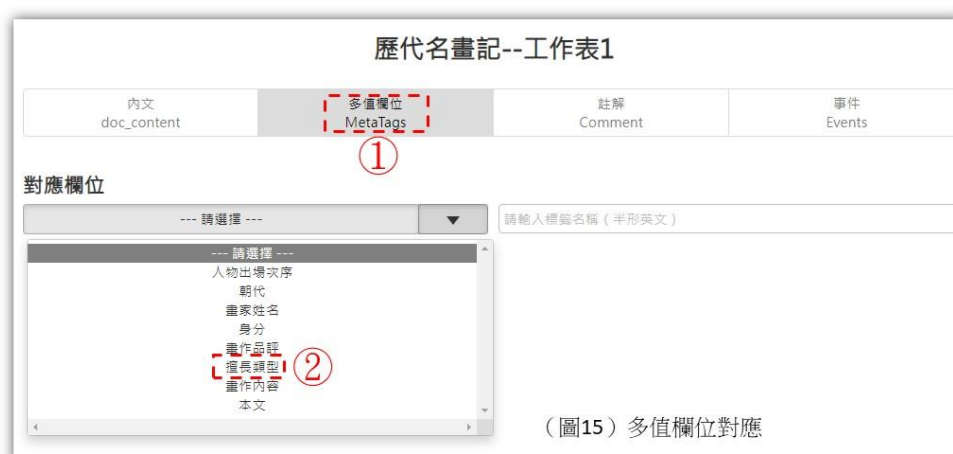 歷代名畫記--工作表1
內文
doc_content
多值欄位
MetaTags
註解
Comment
事件
Events
①
對應欄位
--- 請選擇 ---
請輸入標籤名稱（半形英文）
--- 請選擇 ---
人物出場次序
朝代
畫家姓名
身分
畫作品評
擅長類型
②
畫作內容
本文
（圖15）多值欄位對應